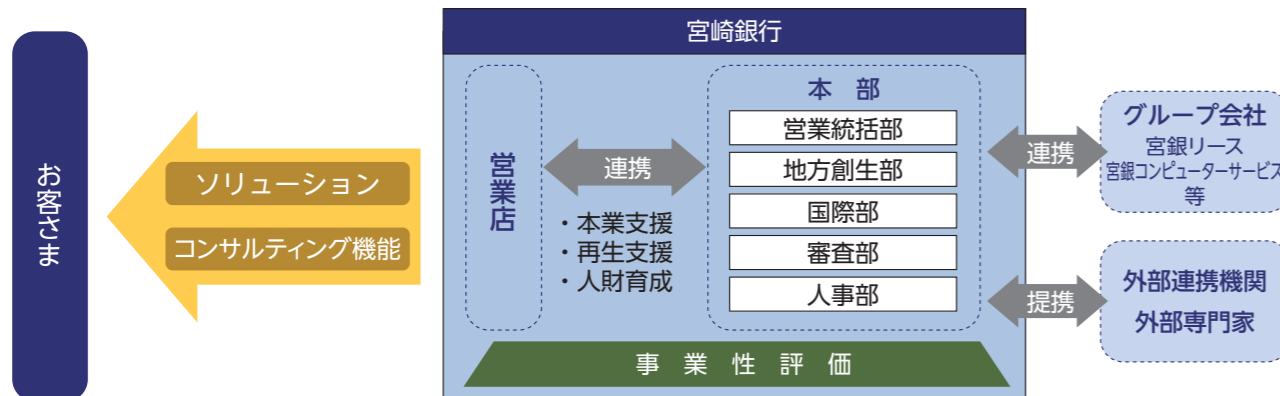 お客さま
ソリューション
コンサルティング機能
宮崎銀行
営業店
連携
・本業支援
・再生支援
・人財育成
本 部
営業統括部
地方創生部
国際部
審査部
人事部
事 業 性 評 価
連携
提携
グループ会社
宮銀リース
宮銀コンピューターサービス
等
外部連携機関
外部専門家